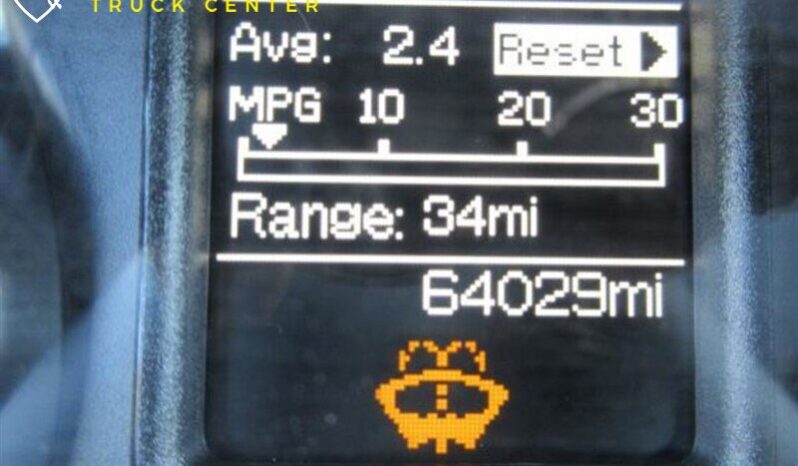 TRUCK CENTER
Avg: 2.4 Reset
MPG 10 20 30
Range: 34mi
64029mi